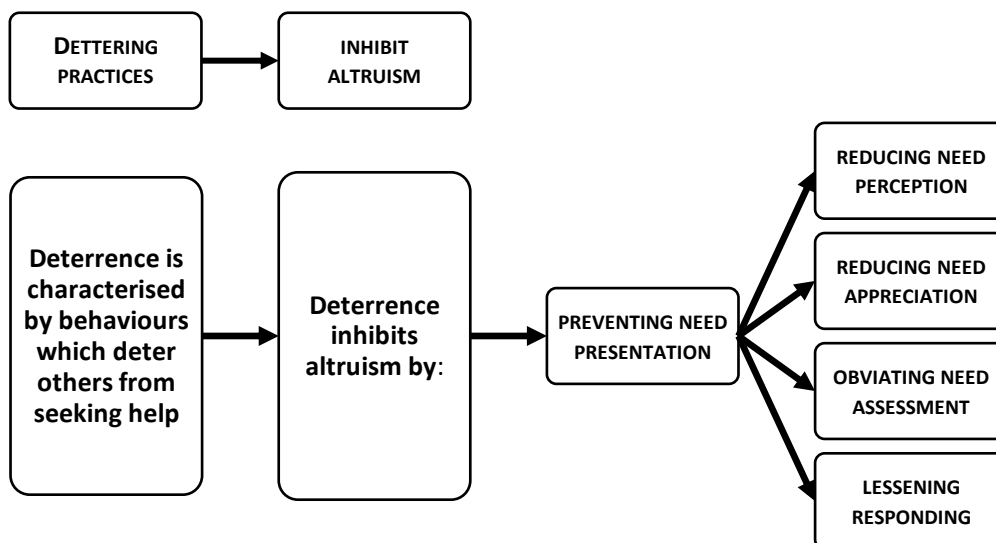 DETTERING
PRACTICES
INHIBIT
ALTRUISM
Deterrence is
characterised
by behaviours
which deter
others from
seeking help
Deterrence
inhibits
altruism by:
PREVENTING NEED
PRESENTATION
REDUCING NEED
PERCEPTION
REDUCING NEED
APPRECIATION
OBVIATING NEED
ASSESSMENT
LESSENING
RESPONDING